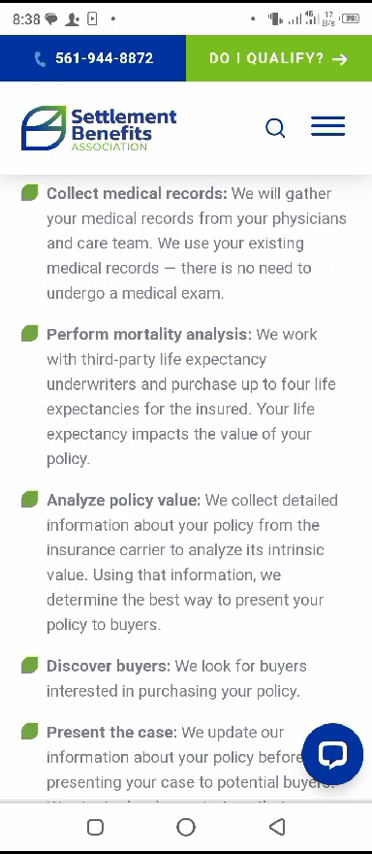 8:38
561-944-8872 DO I QUALIFY?
Settlement
Benefits
ASSOCIATION
Collect medical records: We will gather
your medical records from your physicians
and care team. We use your existing
medical records — there is no need to
undergo a medical exam.
Perform mortality analysis: We work
with third-party life expectancy
underwriters and purchase up to four life
expectancies for the insured. Your life
expectancy impacts the value of your
policy.
Analyze policy value: We collect detailed
information about your policy from the
insurance carrier to analyze its intrinsic
value. Using that information, we
determine the best way to present your
policy to buyers.
Discover buyers: We look for buyers
interested in purchasing your policy.
Present the case: We update our
information about your policy before
presenting your case to potential buyers.